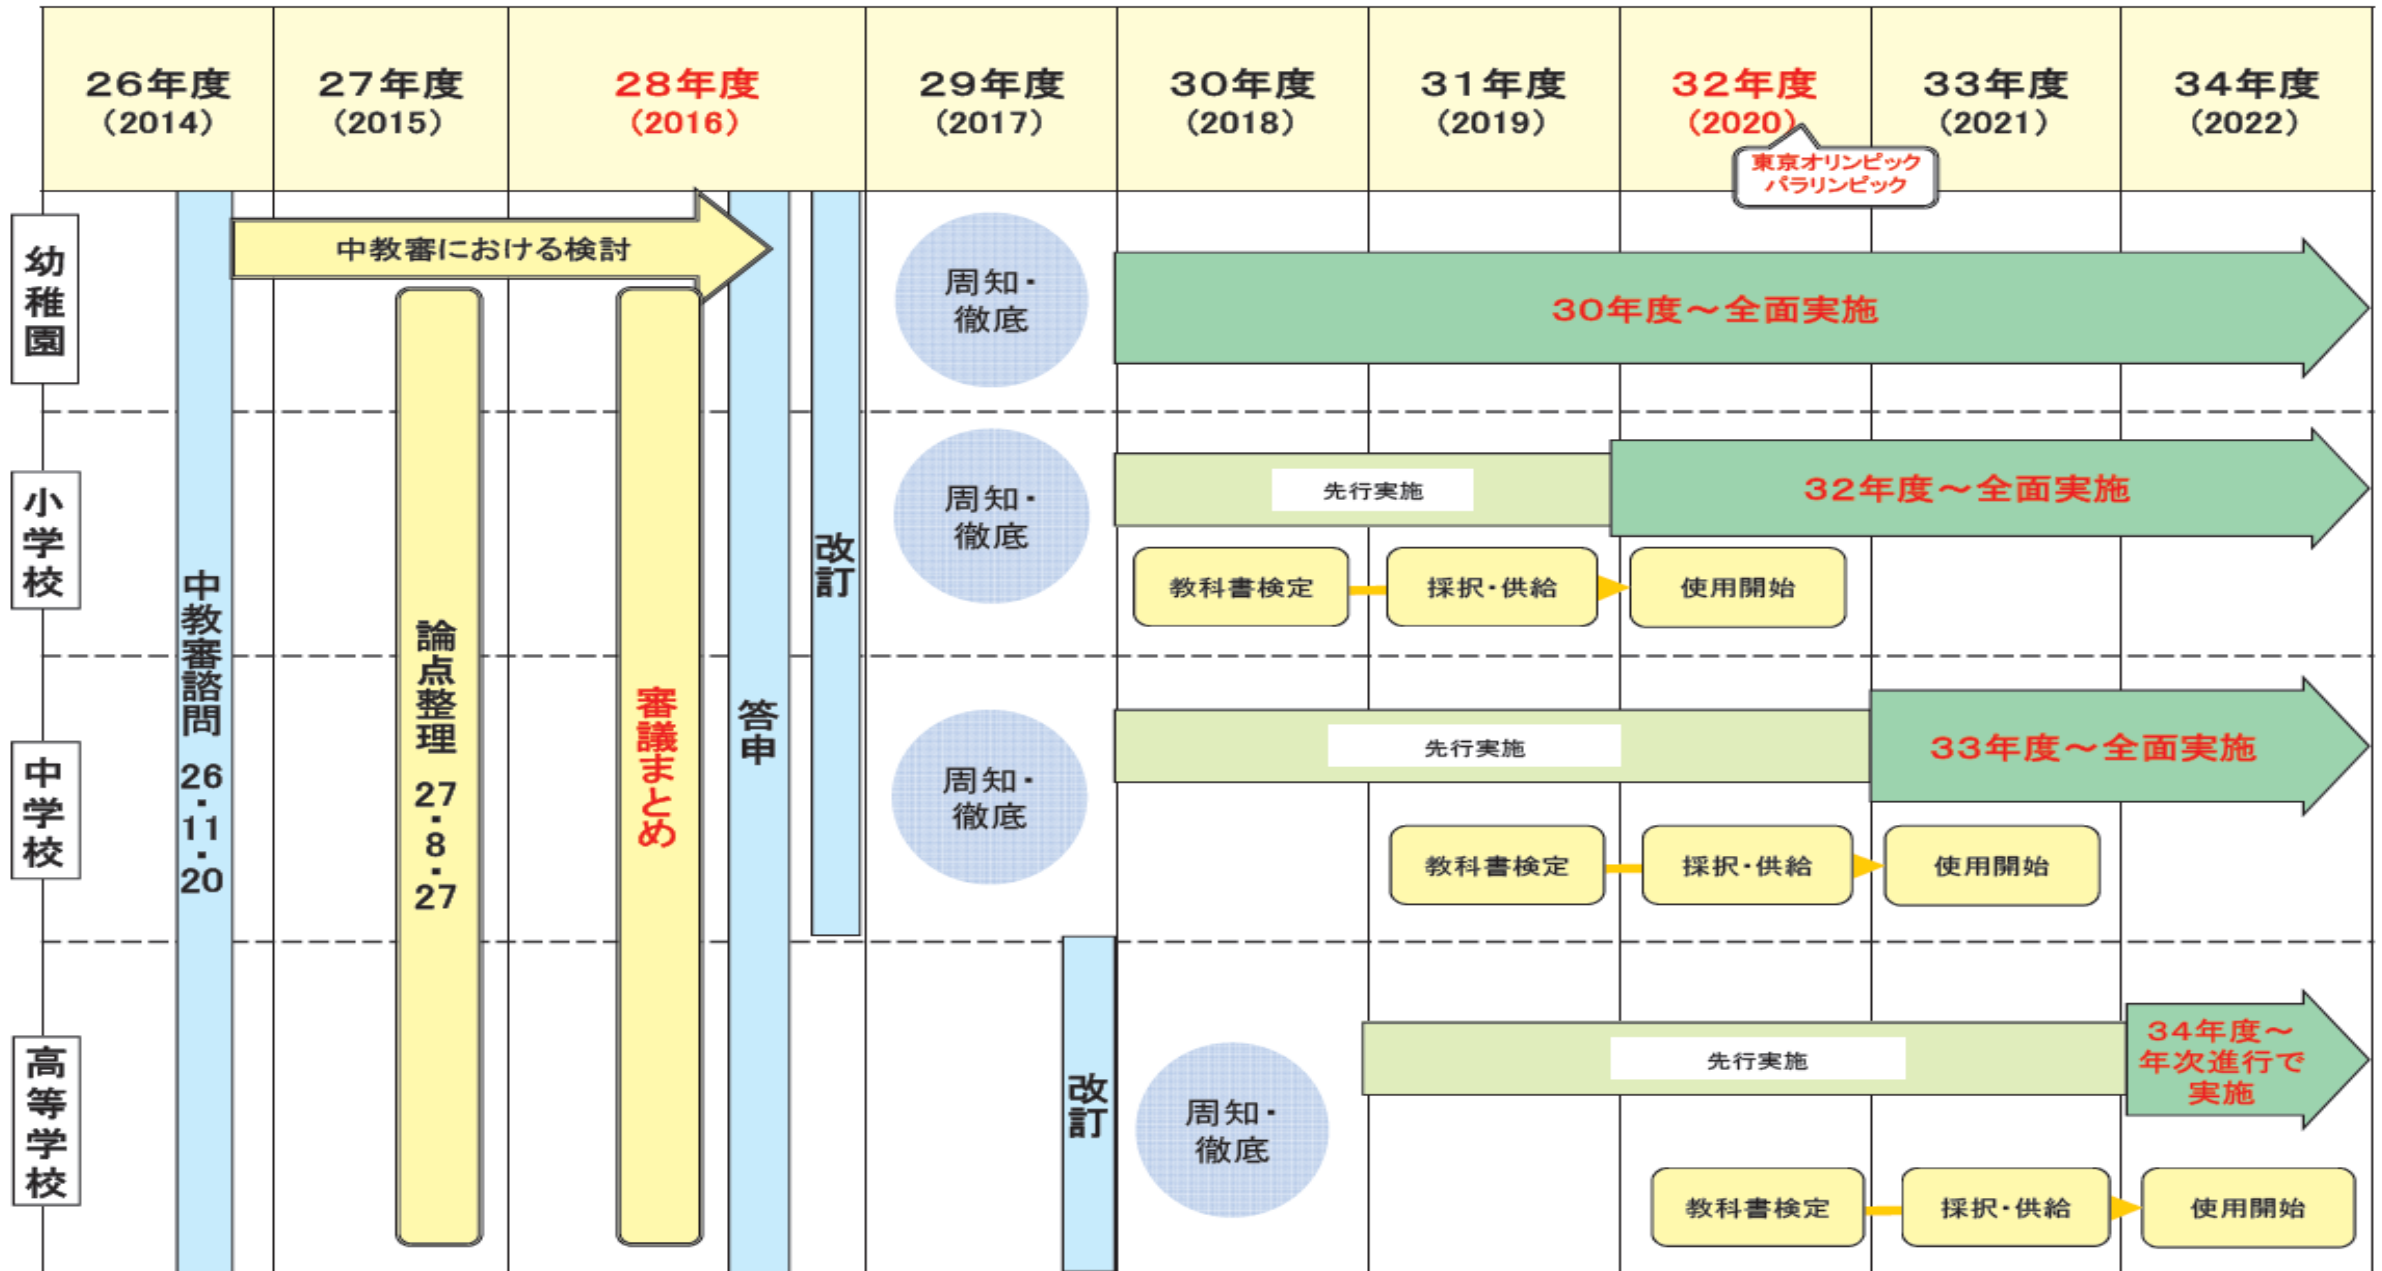 26年度
（2014）
27年度
（2015）
28年度
（2016）
29年度
（2017）
30年度
（2018）
31年度
（2019）
32年度
（2020）
33年度
（2021）
34年度
（2022）
東京オリンピック
パラリンピック
幼稚園
中教審における検討
周知・
徹底
30年度～全面実施
小学校
周知・
徹底
先行実施
32年度～全面実施
教科書検定
採択・供給
使用開始
中教審諮問 26・11・20
論点整理 27・8・27
審議まとめ
答申
改訂
中学校
周知・
徹底
先行実施
33年度～全面実施
教科書検定
採択・供給
使用開始
高等学校
改訂
周知・
徹底
先行実施
34年度～
年次進行で
実施
教科書検定
採択・供給
使用開始